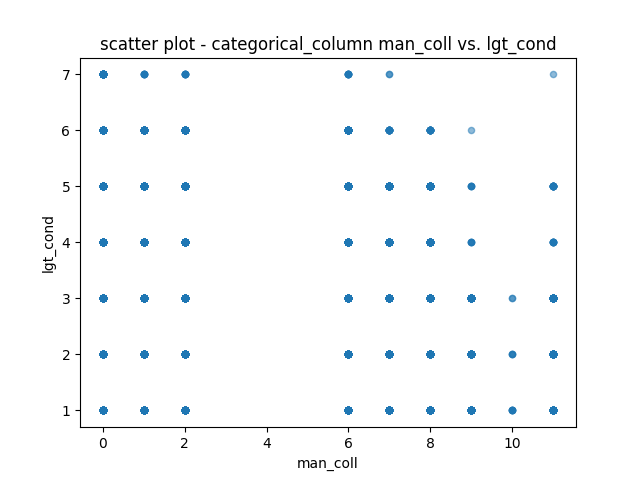 scatter plot - categorical_column man_coll vs. lgt_cond
7
6
5
4
3
2
1
lgt_cond
0 2 4 6 8 10
man_coll